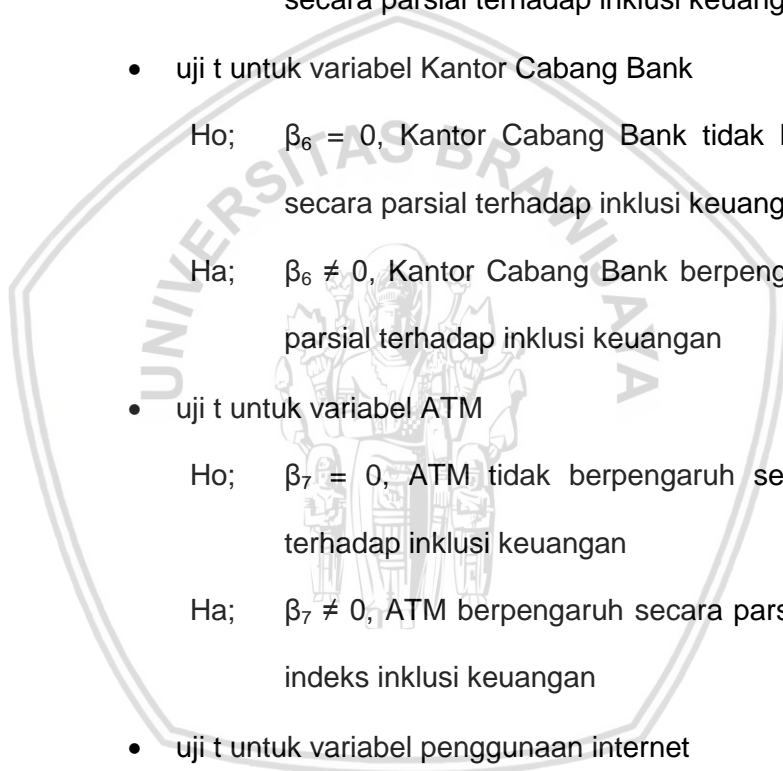 secara parsial terhadap inklusi keuang
• uji t untuk variabel Kantor Cabang Bank
Ho; β₆ = 0, Kantor Cabang Bank tidak
secara parsial terhadap inklusi keuang
Ha; β₆ ≠ 0, Kantor Cabang Bank berpeng
parsial terhadap inklusi keuangan
• uji t untuk variabel ATM
Ho; β₇ = 0, ATM tidak berpengaruh se
terhadap inklusi keuangan
Ha; β₇ ≠ 0, ATM berpengaruh secara pars
indeks inklusi keuangan
• uji t untuk variabel penggunaan internet
UNIVERSITAS BRAWIJAYA